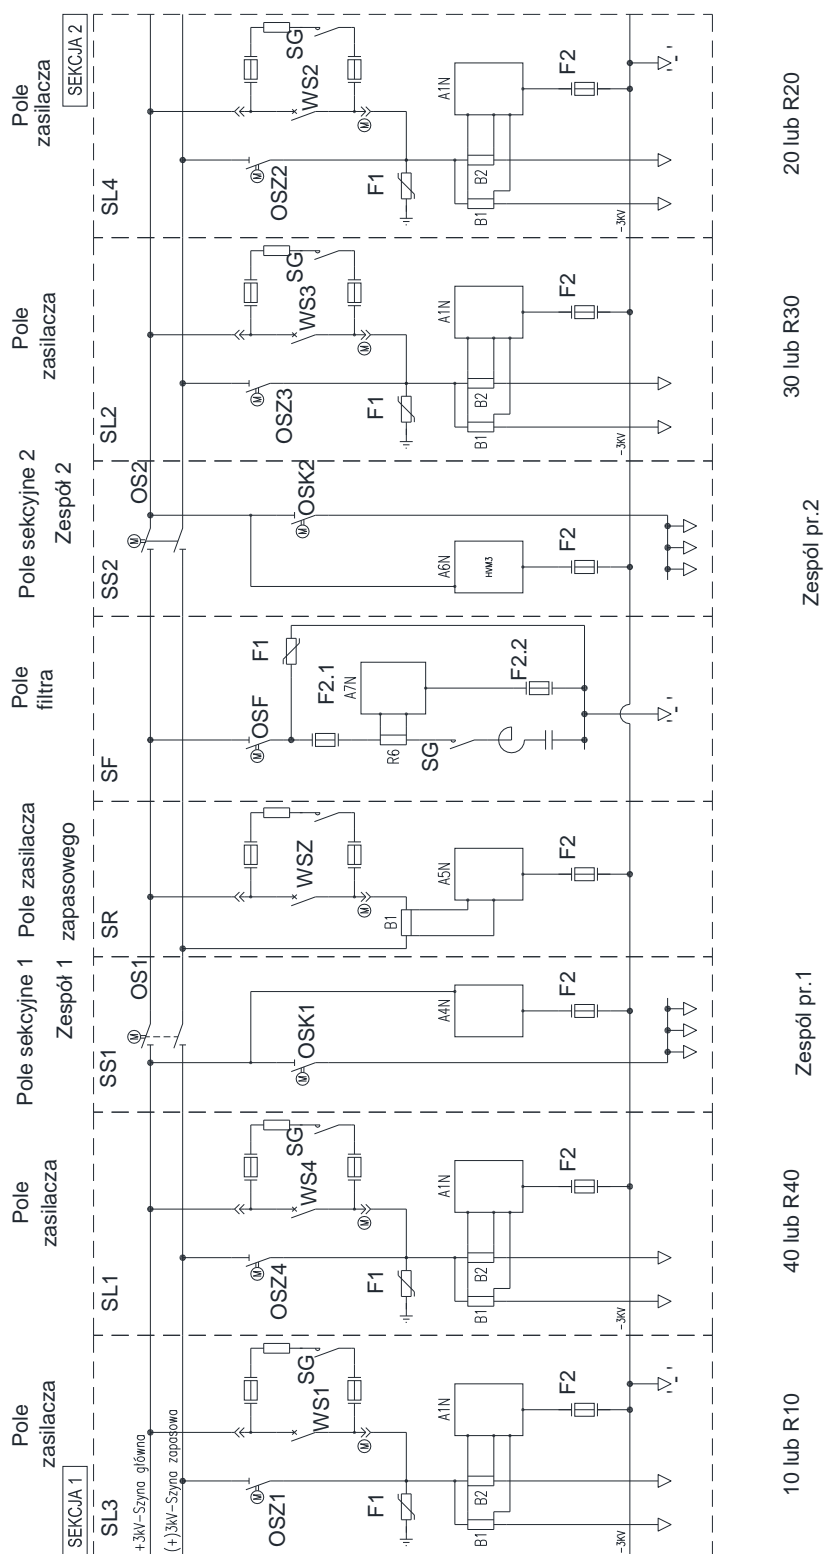 Pole
zasilacza
SEKCJA 1
SL3
+3kV-Szyna główna
(+)3kV-Szyna zapasowa
OSZ1
M
SG
WS1
M
F1
A1N
B1
B2
F2
-3KV
10 lub R10
Pole
zasilacza
SL1
OSZ4
M
SG
WS4
M
F1
A1N
B1
B2
F2
-3KV
40 lub R40
Pole sekcyjne 1
Zespół 1
SS1
M
OS1
OSK1
M
A4N
F2
Zespól pr.1
Pole zasilacza
zapasowego
SR
WSZ
M
B1
A5N
F2
Pole
filtra
SF
OSF
M
F1
F2.1
A7N
R6
SG
F2.2
Pole sekcyjne 2
Zespół 2
SS2
M
OS2
OSK2
M
A6N
HVM3
F2
Zespól pr.2
Pole
zasilacza
SL2
OSZ3
M
SG
WS3
M
F1
A1N
B1
B2
F2
-3KV
30 lub R30
Pole
zasilacza
SEKCJA 2
SL4
OSZ2
M
SG
WS2
M
F1
A1N
B1
B2
F2
-3KV
20 lub R20